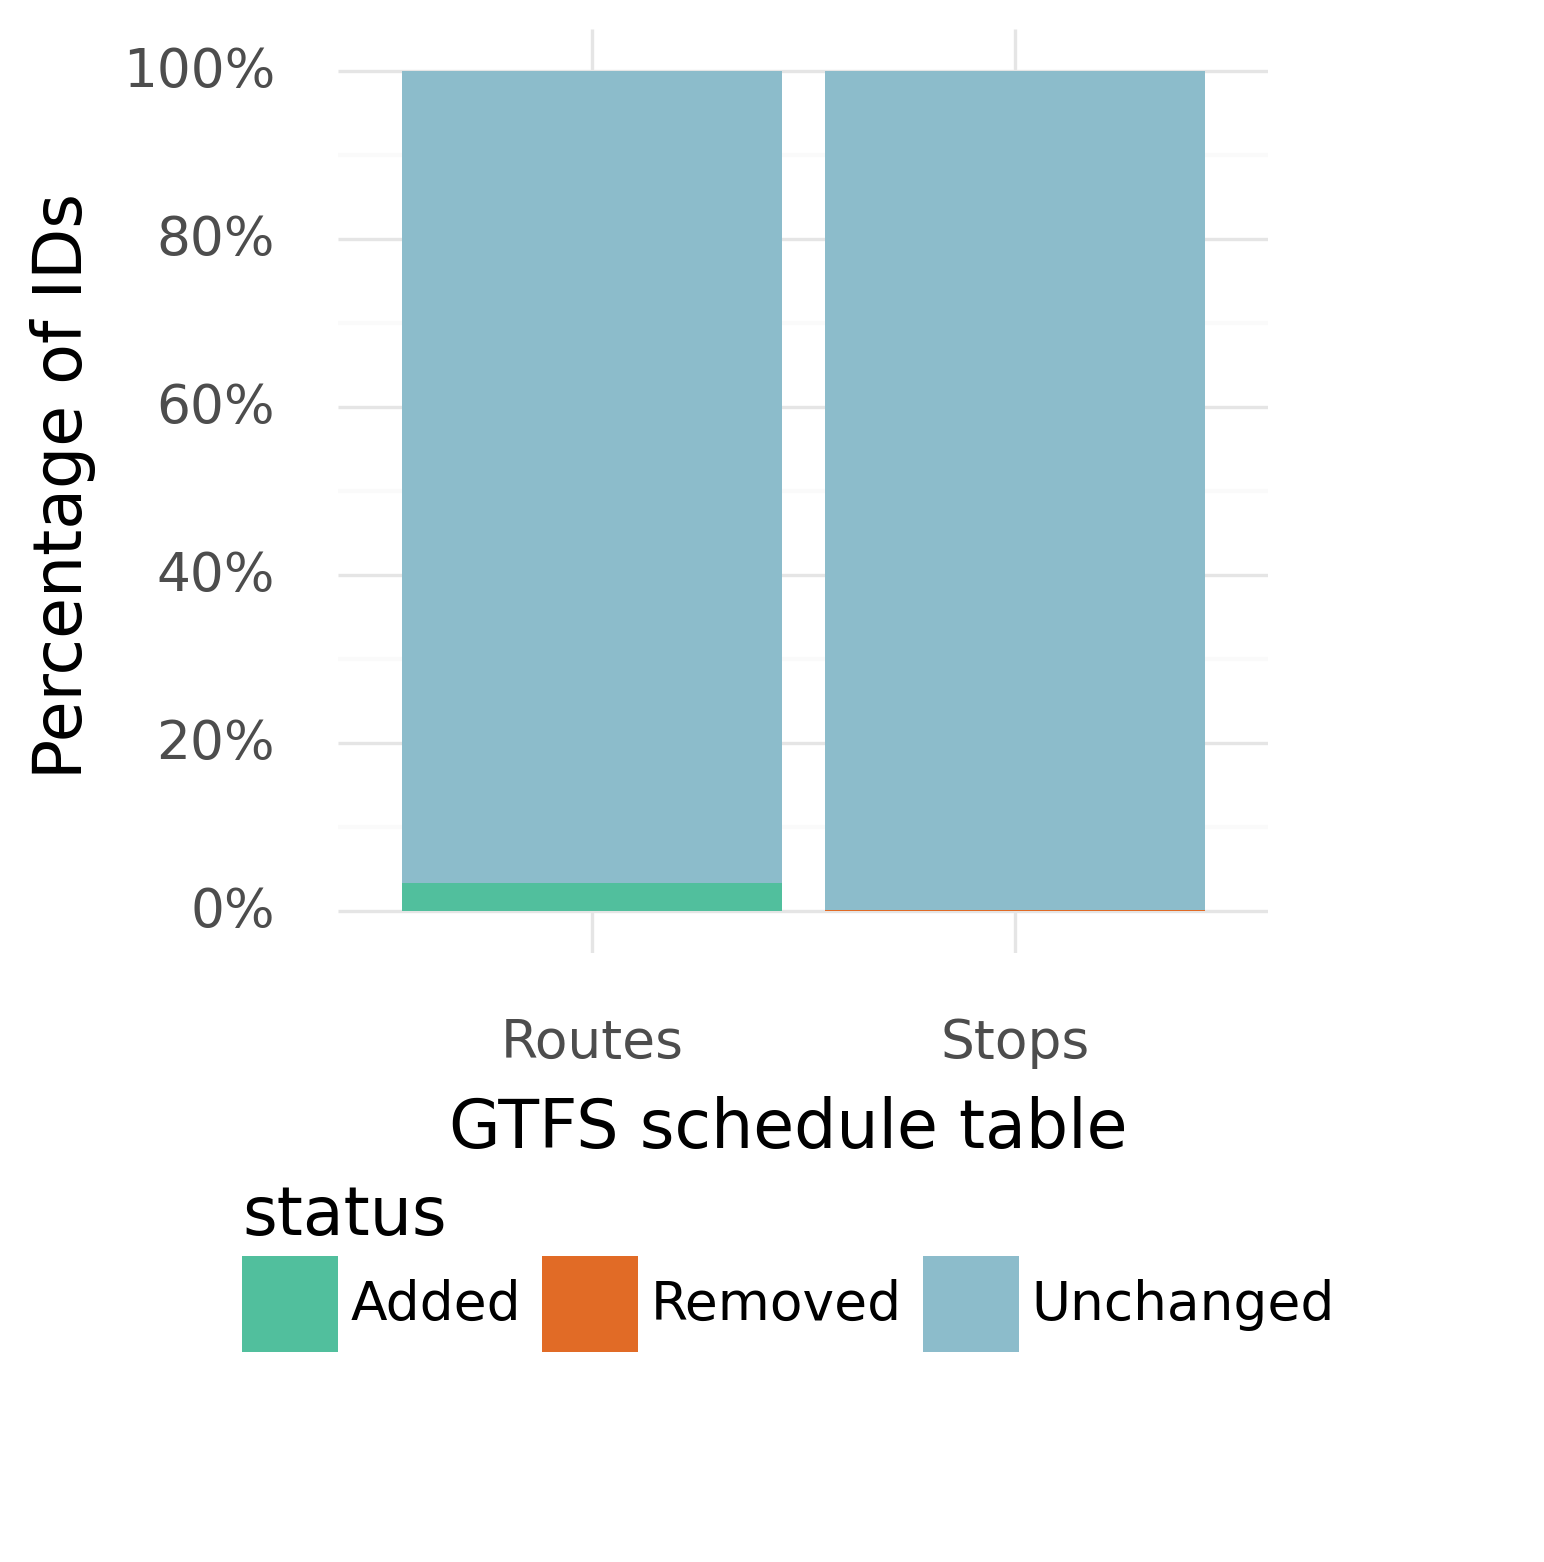 Percentage of IDs
100%
80%
60%
40%
20%
0%
Routes Stops
GTFS schedule table
status
Added Removed Unchanged